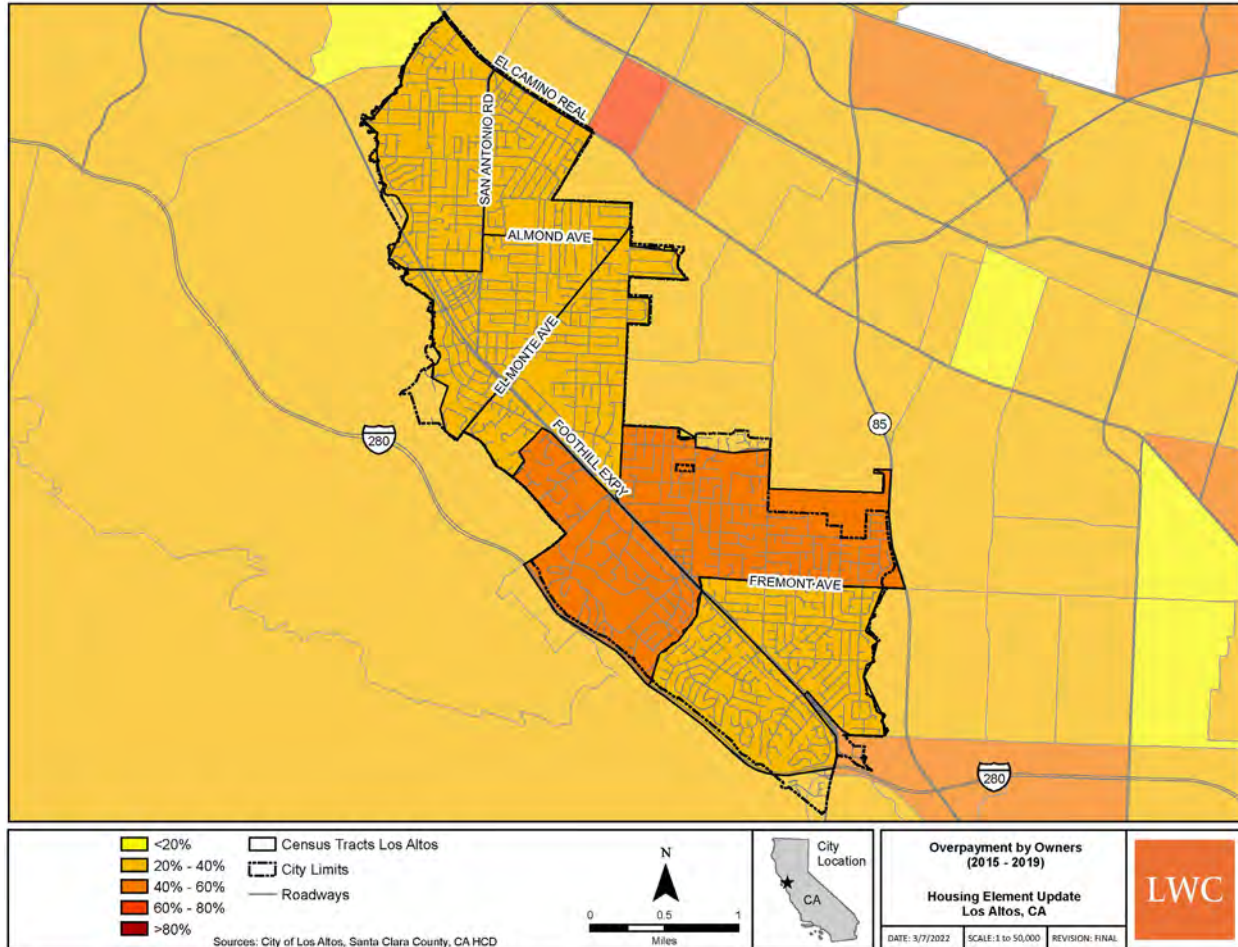 EL CAMINO REAL
SAN ANTONIO RD
ALMOND AVE
EL MONTE AVE
FOOTHILL EXPY
85
280
FREMONT AVE
280
<20%
20% - 40%
40% - 60%
60% - 80%
>80%
Census Tracts Los Altos
City Limits
Roadways
Sources: City of Los Altos, Santa Clara County, CA HCD
N
0 0.5 1
Miles
City
Location
CA
Overpayment by Owners
(2015 - 2019)
Housing Element Update
Los Altos, CA
DATE: 3/7/2022 SCALE:1 to 50,000 REVISION: FINAL
LWC